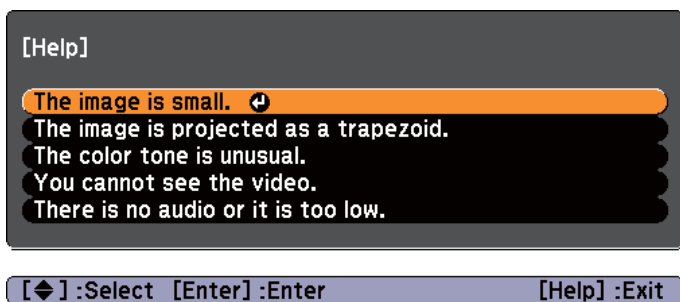 [Help]
The image is small.
The image is projected as a trapezoid.
The color tone is unusual.
You cannot see the video.
There is no audio or it is too low.
[◆] :Select [Enter] :Enter [Help] :Exit